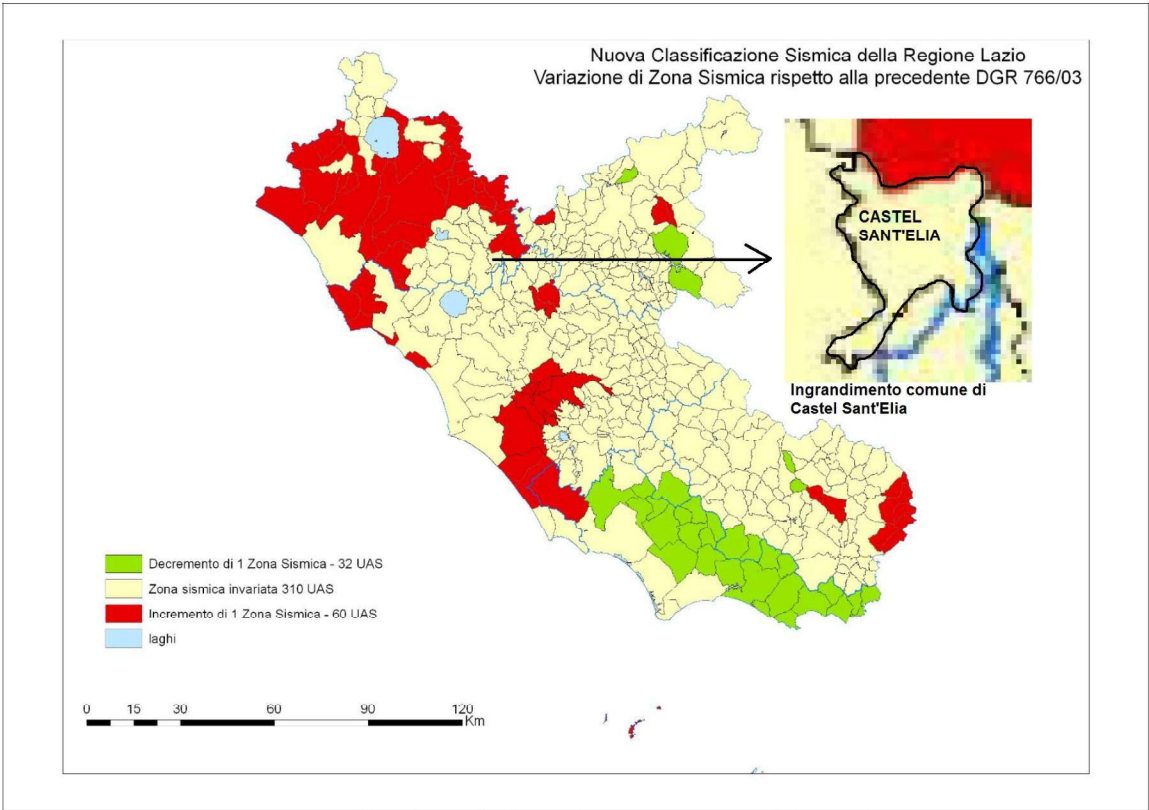 Nuova Classificazione Sismica della Regione Lazio
Variazione di Zona Sismica rispetto alla precedente DGR 766/03
CASTEL
SANT'ELIA
Ingrandimento comune di
Castel Sant'Elia
Decremento di 1 Zona Sismica - 32 UAS
Zona sismica invariata 310 UAS
Incremento di 1 Zona Sismica - 60 UAS
laghi
0 15 30 60 90 120
Km